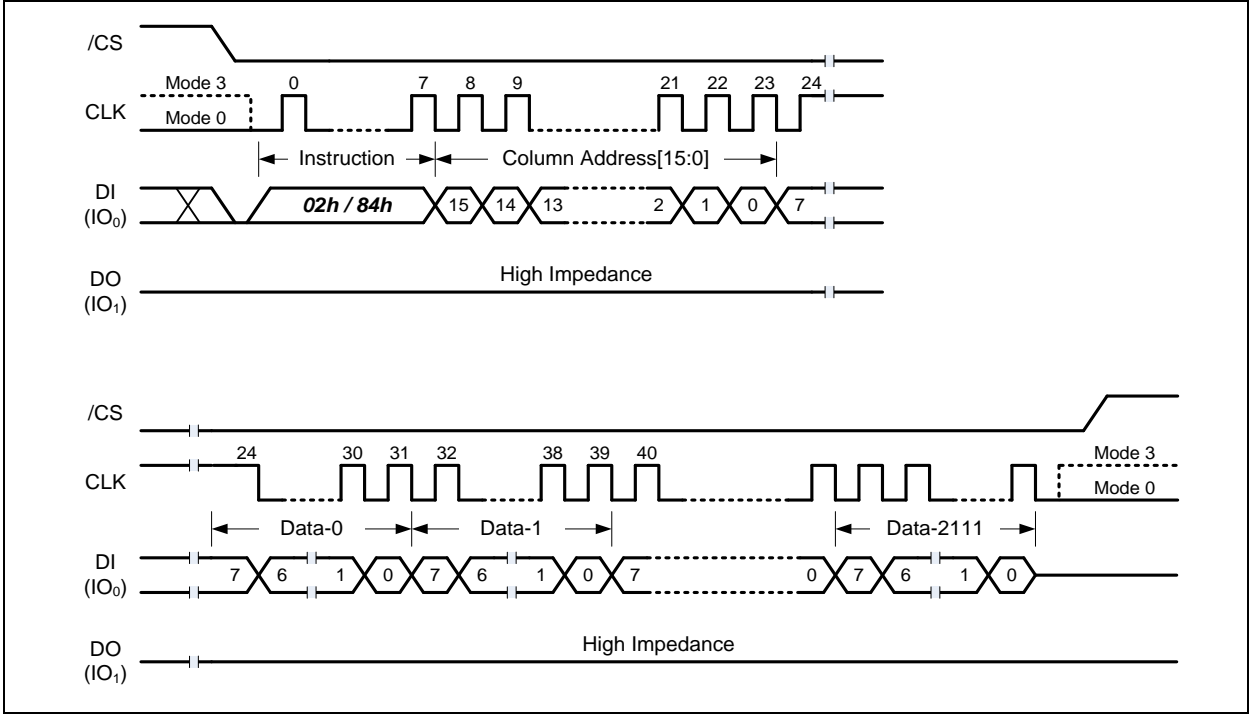 /CS
Mode 3 0 7 8 9 21 22 23 24
CLK
Mode 0
Instruction Column Address[15:0]
DI
(IO₀)
02h / 84h 15 14 13 2 1 0 7
High Impedance
DO
(IO₁)
/CS
24 30 31 32 38 39 40 Mode 3
CLK
Mode 0
Data-0 Data-1 Data-2111
DI
(IO₀)
7 6 1 0 7 6 1 0 7 0 7 6 1 0
High Impedance
DO
(IO₁)